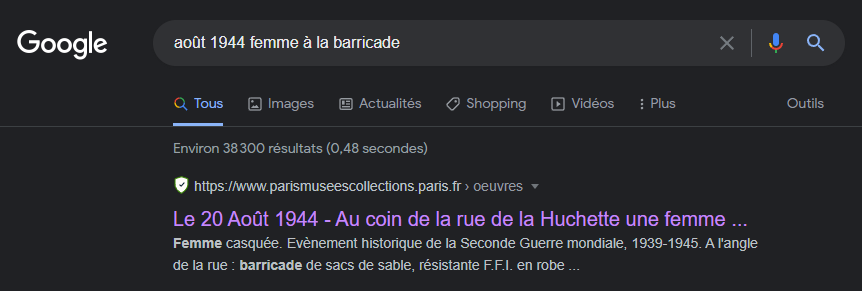 Google
août 1944 femme à la barricade
Tous Images Actualités Shopping Vidéos Plus Outils
Environ 38 300 résultats (0,48 secondes)
https://www.parismuseescollections.paris.fr › oeuvres
Le 20 Août 1944 - Au coin de la rue de la Huchette une femme ...
Femme casquée. Evènement historique de la Seconde Guerre mondiale, 1939-1945. A l'angle
de la rue : barricade de sacs de sable, résistante F.F.I. en robe ...